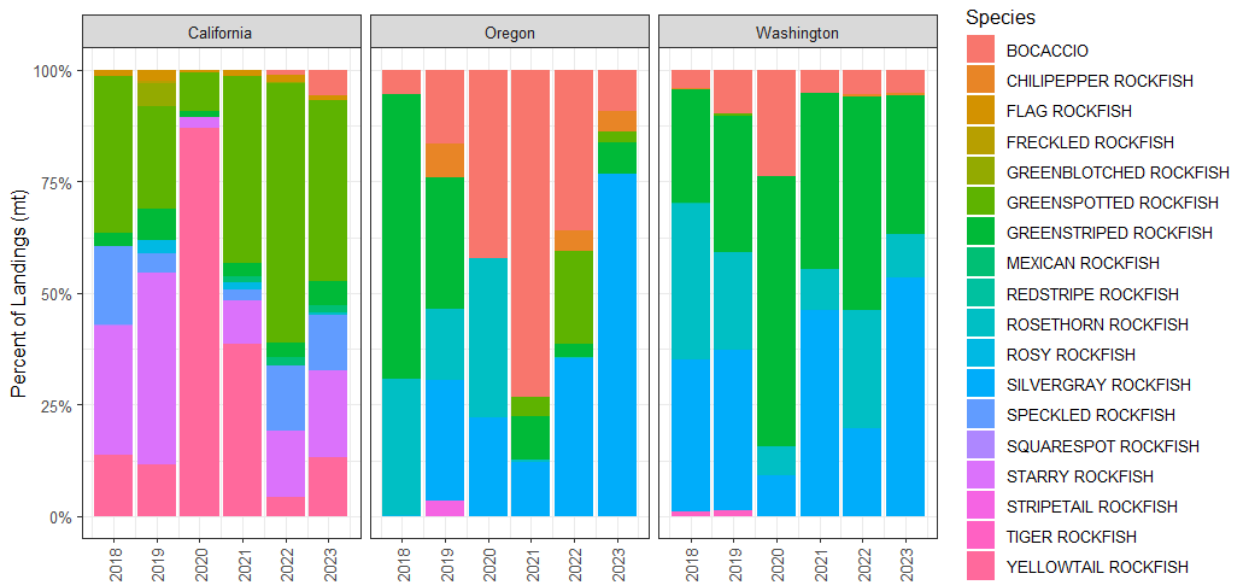 California
Oregon
Washington
Percent of Landings (mt)
100%
75%
50%
25%
0%
2018
2019
2020
2021
2022
2023
2018
2019
2020
2021
2022
2023
2018
2019
2020
2021
2022
2023
Species
BOCACCIO
CHILIPEPPER ROCKFISH
FLAG ROCKFISH
FRECKLED ROCKFISH
GREENBLOTCHED ROCKFISH
GREENSPOTTED ROCKFISH
GREENSTRIPED ROCKFISH
MEXICAN ROCKFISH
REDSTRIPE ROCKFISH
ROSETHORN ROCKFISH
ROSY ROCKFISH
SILVERGRAY ROCKFISH
SPECKLED ROCKFISH
SQUARESPOT ROCKFISH
STARRY ROCKFISH
STRIPETAIL ROCKFISH
TIGER ROCKFISH
YELLOWTAIL ROCKFISH